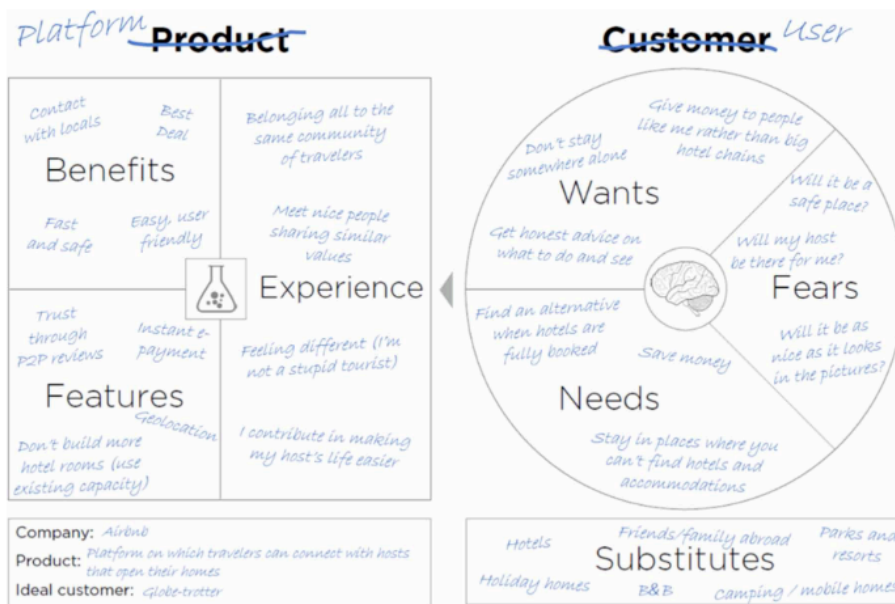 Platform Product
Customer User
Contact
with locals
Best
Deal
Benefits
Fast
and safe
Easy, user
friendly
Belonging all to the
same community
of travelers
Meet nice people
sharing similar
values
Experience
Feeling different (I'm
not a stupid tourist)
I contribute in making
my host's life easier
Trust
through
P2P reviews
Instant e-
payment
Features
Geolocation
Don't build more
hotel rooms (use
existing capacity)
Give money to people
like me rather than big
hotel chains
Don't stay
somewhere alone
Wants
Get honest advice on
what to do and see
Will it be a
safe place?
Will my host
be there for me?
Fears
Will it be as
nice as it looks
in the pictures?
Find an alternative
when hotels are
fully booked
Save money
Needs
Stay in places where you
can't find hotels and
accommodations
Company: Airbnb
Product: Platform on which travelers can connect with hosts
that open their homes
Ideal customer: Globe-trotter
Hotels
Friends/family abroad
Parks and
resorts
Substitutes
Holiday homes
B&B
Camping / mobile homes